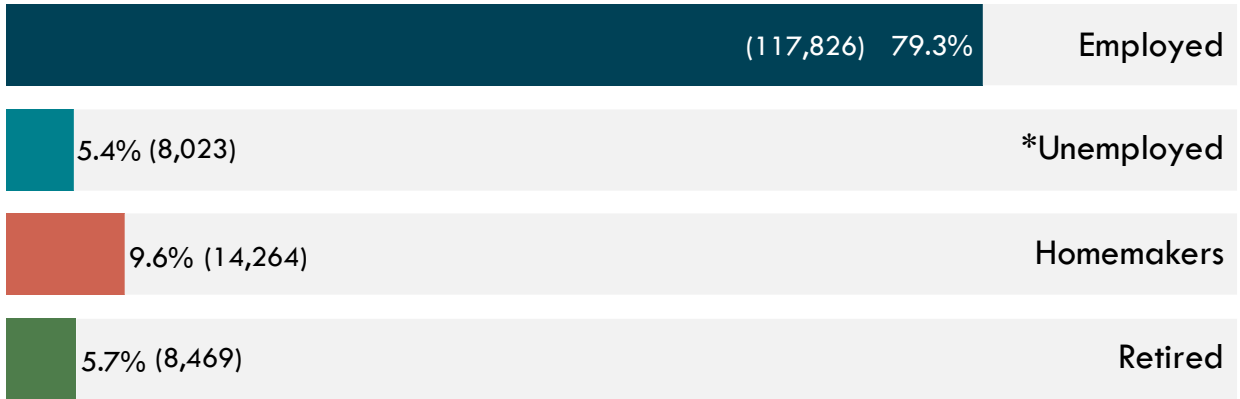 (117,826) 79.3% Employed
5.4% (8,023) *Unemployed
9.6% (14,264) Homemakers
5.7% (8,469) Retired